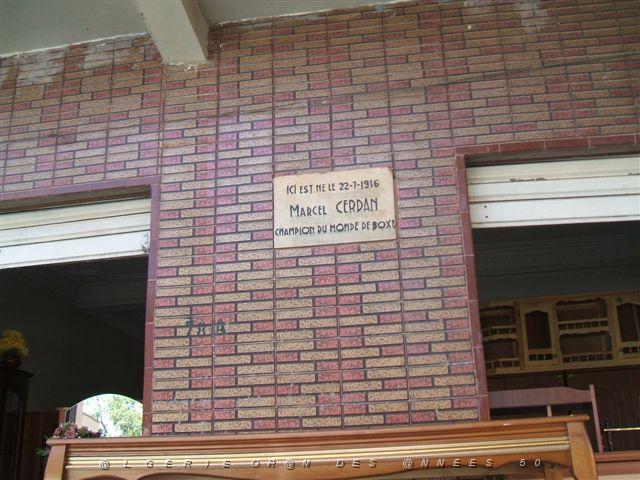 ICI EST NE LE 22-7-1916
MARCEL CERDAN
CHAMPION DU MONDE DE BOXE
@LGERIE OR@N DES @NNEES 50